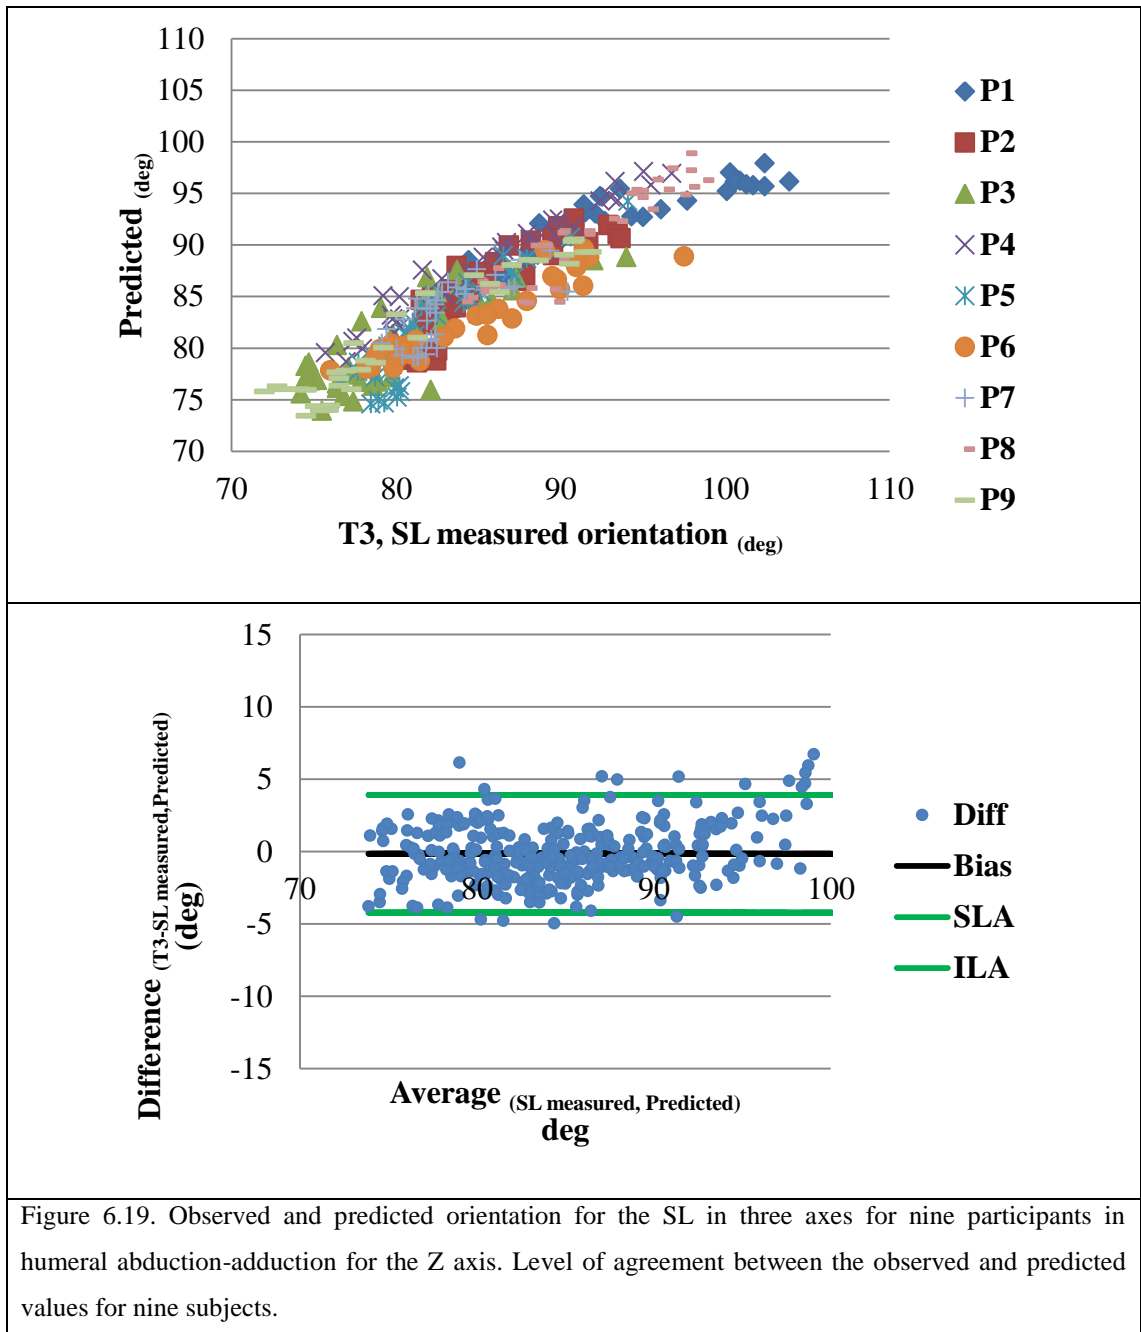 110
105
100
95
90
85
80
75
70
Predicted (deg)
70 80 90 100 110
T3, SL measured orientation (deg)
P1
P2
P3
P4
P5
P6
P7
P8
P9
15
10
5
0
-5
-10
-15
Difference (T3-SL measured,Predicted)
(deg)
70 80 90 100
Average (SL measured, Predicted)
deg
Diff
Bias
SLA
ILA
Figure 6.19. Observed and predicted orientation for the SL in three axes for nine participants in
humeral abduction-adduction for the Z axis. Level of agreement between the observed and predicted
values for nine subjects.